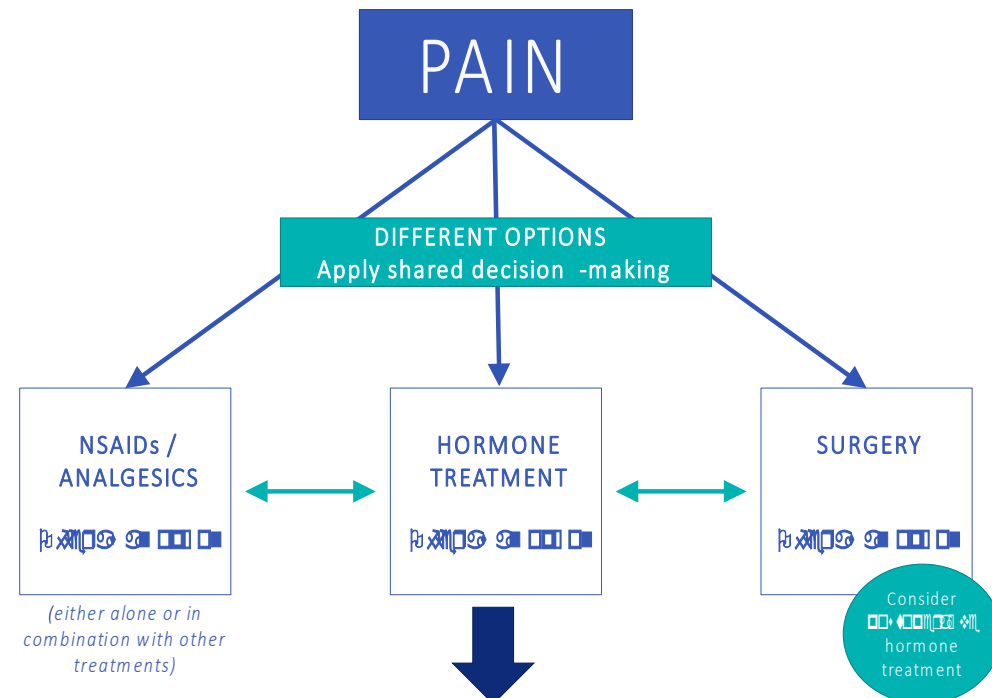 PAIN
DIFFERENT OPTIONS
Apply shared decision -making
NSAIDs /
ANALGESICS
HORMONE
TREATMENT
SURGERY
(either alone or in
combination with other
treatments)
Consider
hormone
treatment